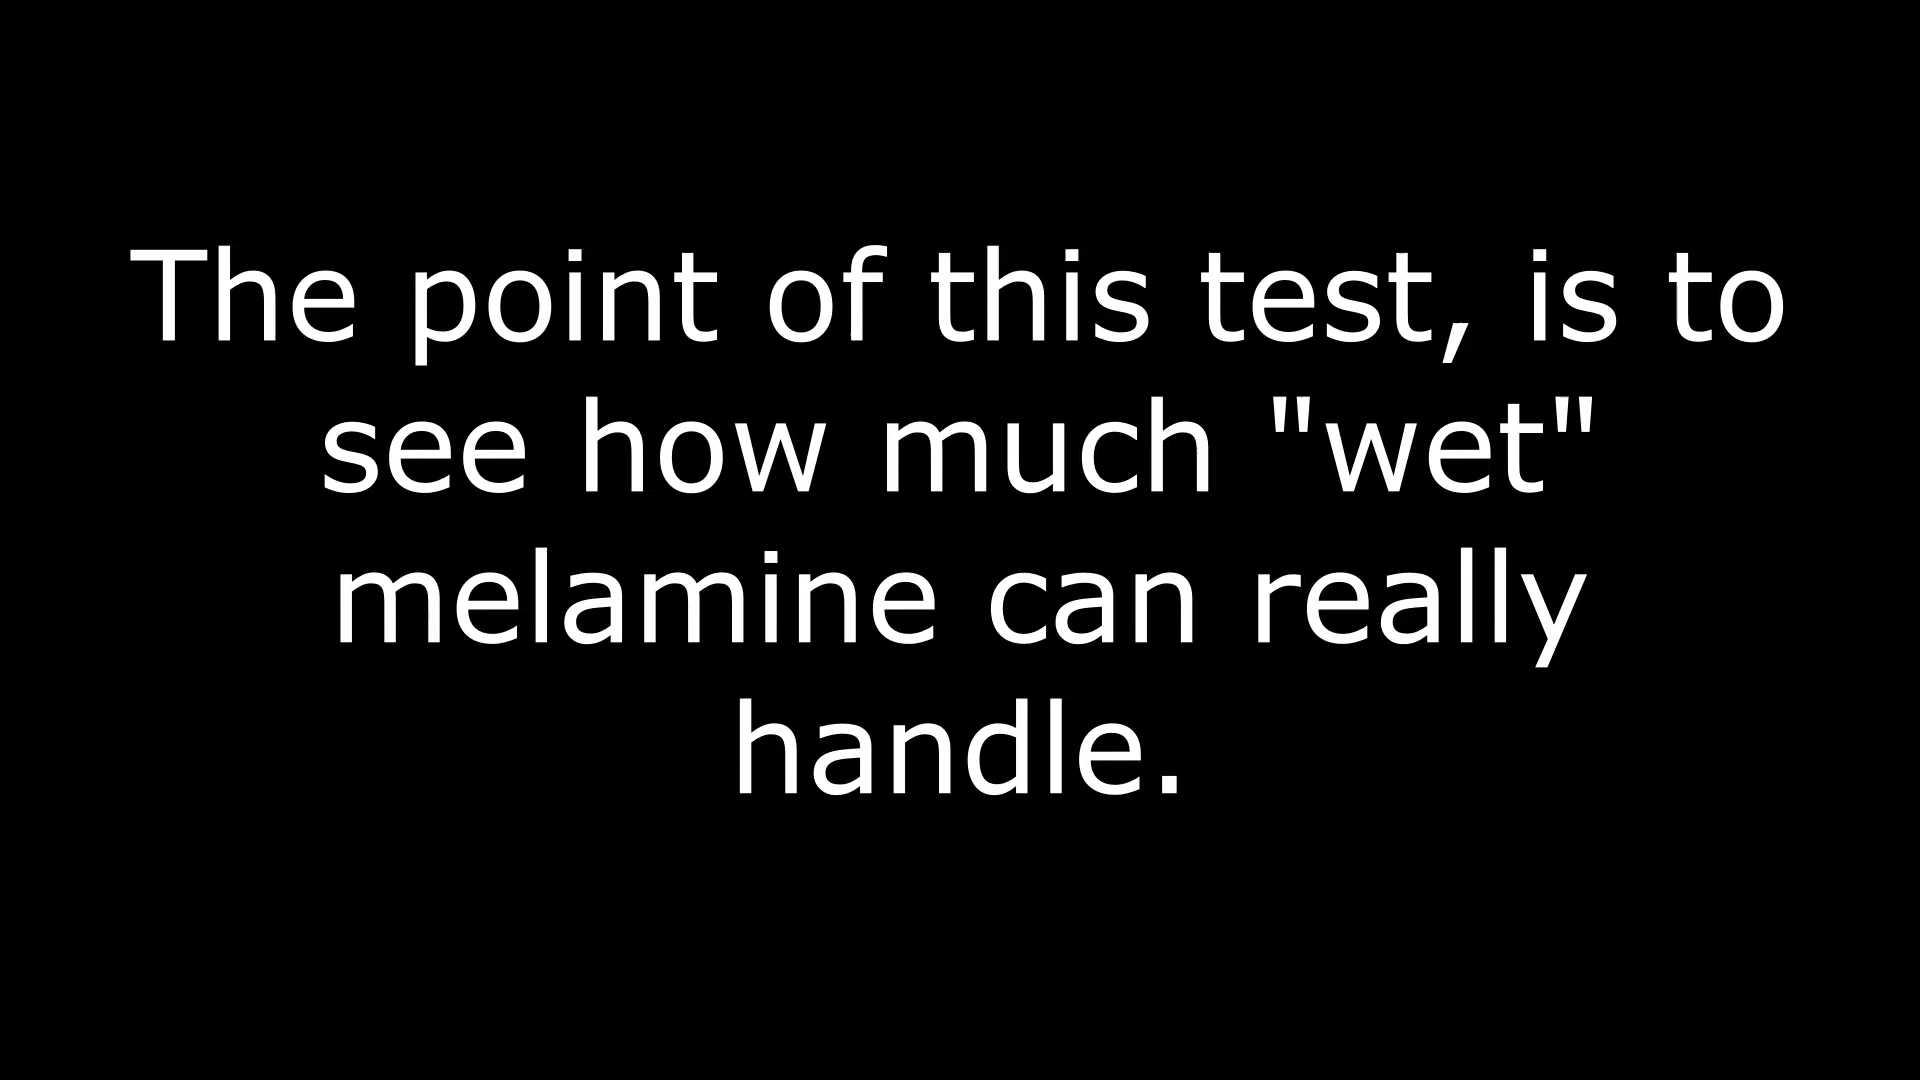 The point of this test, is to
see how much "wet"
melamine can really
handle.